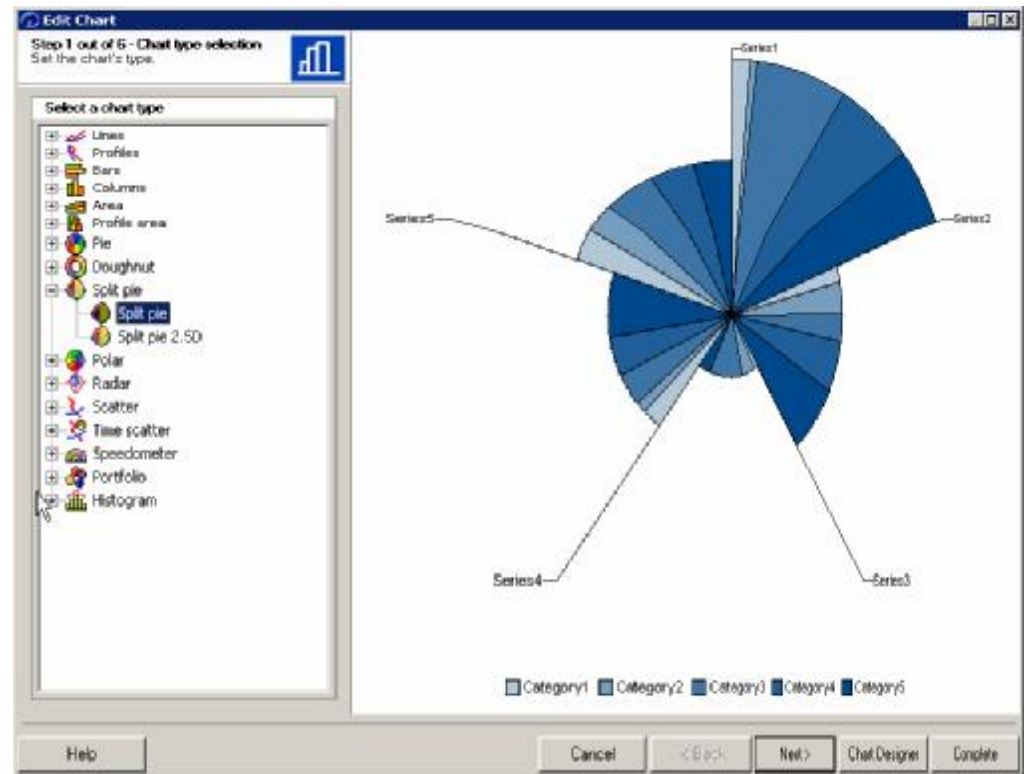 Edit Chart
Step 1 out of 6 - Chart type selection
Set the chart's type.
Select a chart type
Lines
Profiles
Bars
Columns
Area
Profile area
Pie
Doughnut
Split pie
Split pie
Split pie 2.5D
Polar
Radar
Scatter
Time scatter
Speedometer
Portfolio
Histogram
Series1
Series2
Series5
Series4
Series3
Category1 Category2 Category3 Category4 Category5
Help Cancel < Back Next > Chart Designer Complete